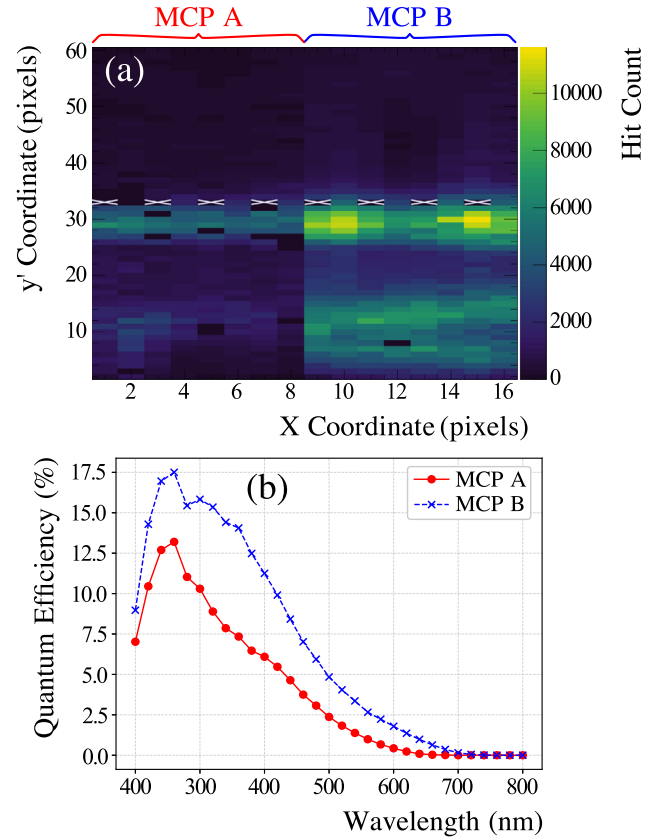 MCP A MCP B
(a)
60
50
40
30
20
10
y' Coordinate (pixels)
2 4 6 8 10 12 14 16
X Coordinate (pixels)
10000
8000
6000
4000
2000
0
Hit Count
(b)
MCP A
MCP B
17.5
15.0
12.5
10.0
7.5
5.0
2.5
0.0
Quantum Efficiency (%)
400 300 400 500 600 700 800
Wavelength (nm)